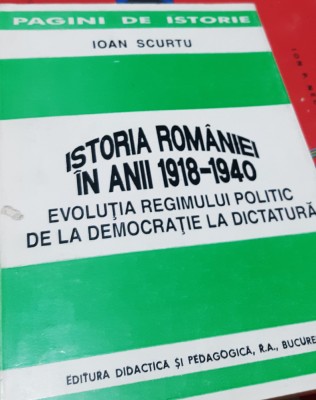 PAGINI DE ISTORIE
IOAN SCURTU
ISTORIA ROMÂNIEI
ÎN ANII 1918-1940
EVOLUȚIA REGIMULUI POLITIC
DE LA DEMOCRAȚIE LA DICTATURĂ
EDITURA DIDACTICĂ ȘI PEDAGOGICĂ, R.A., BUCURE